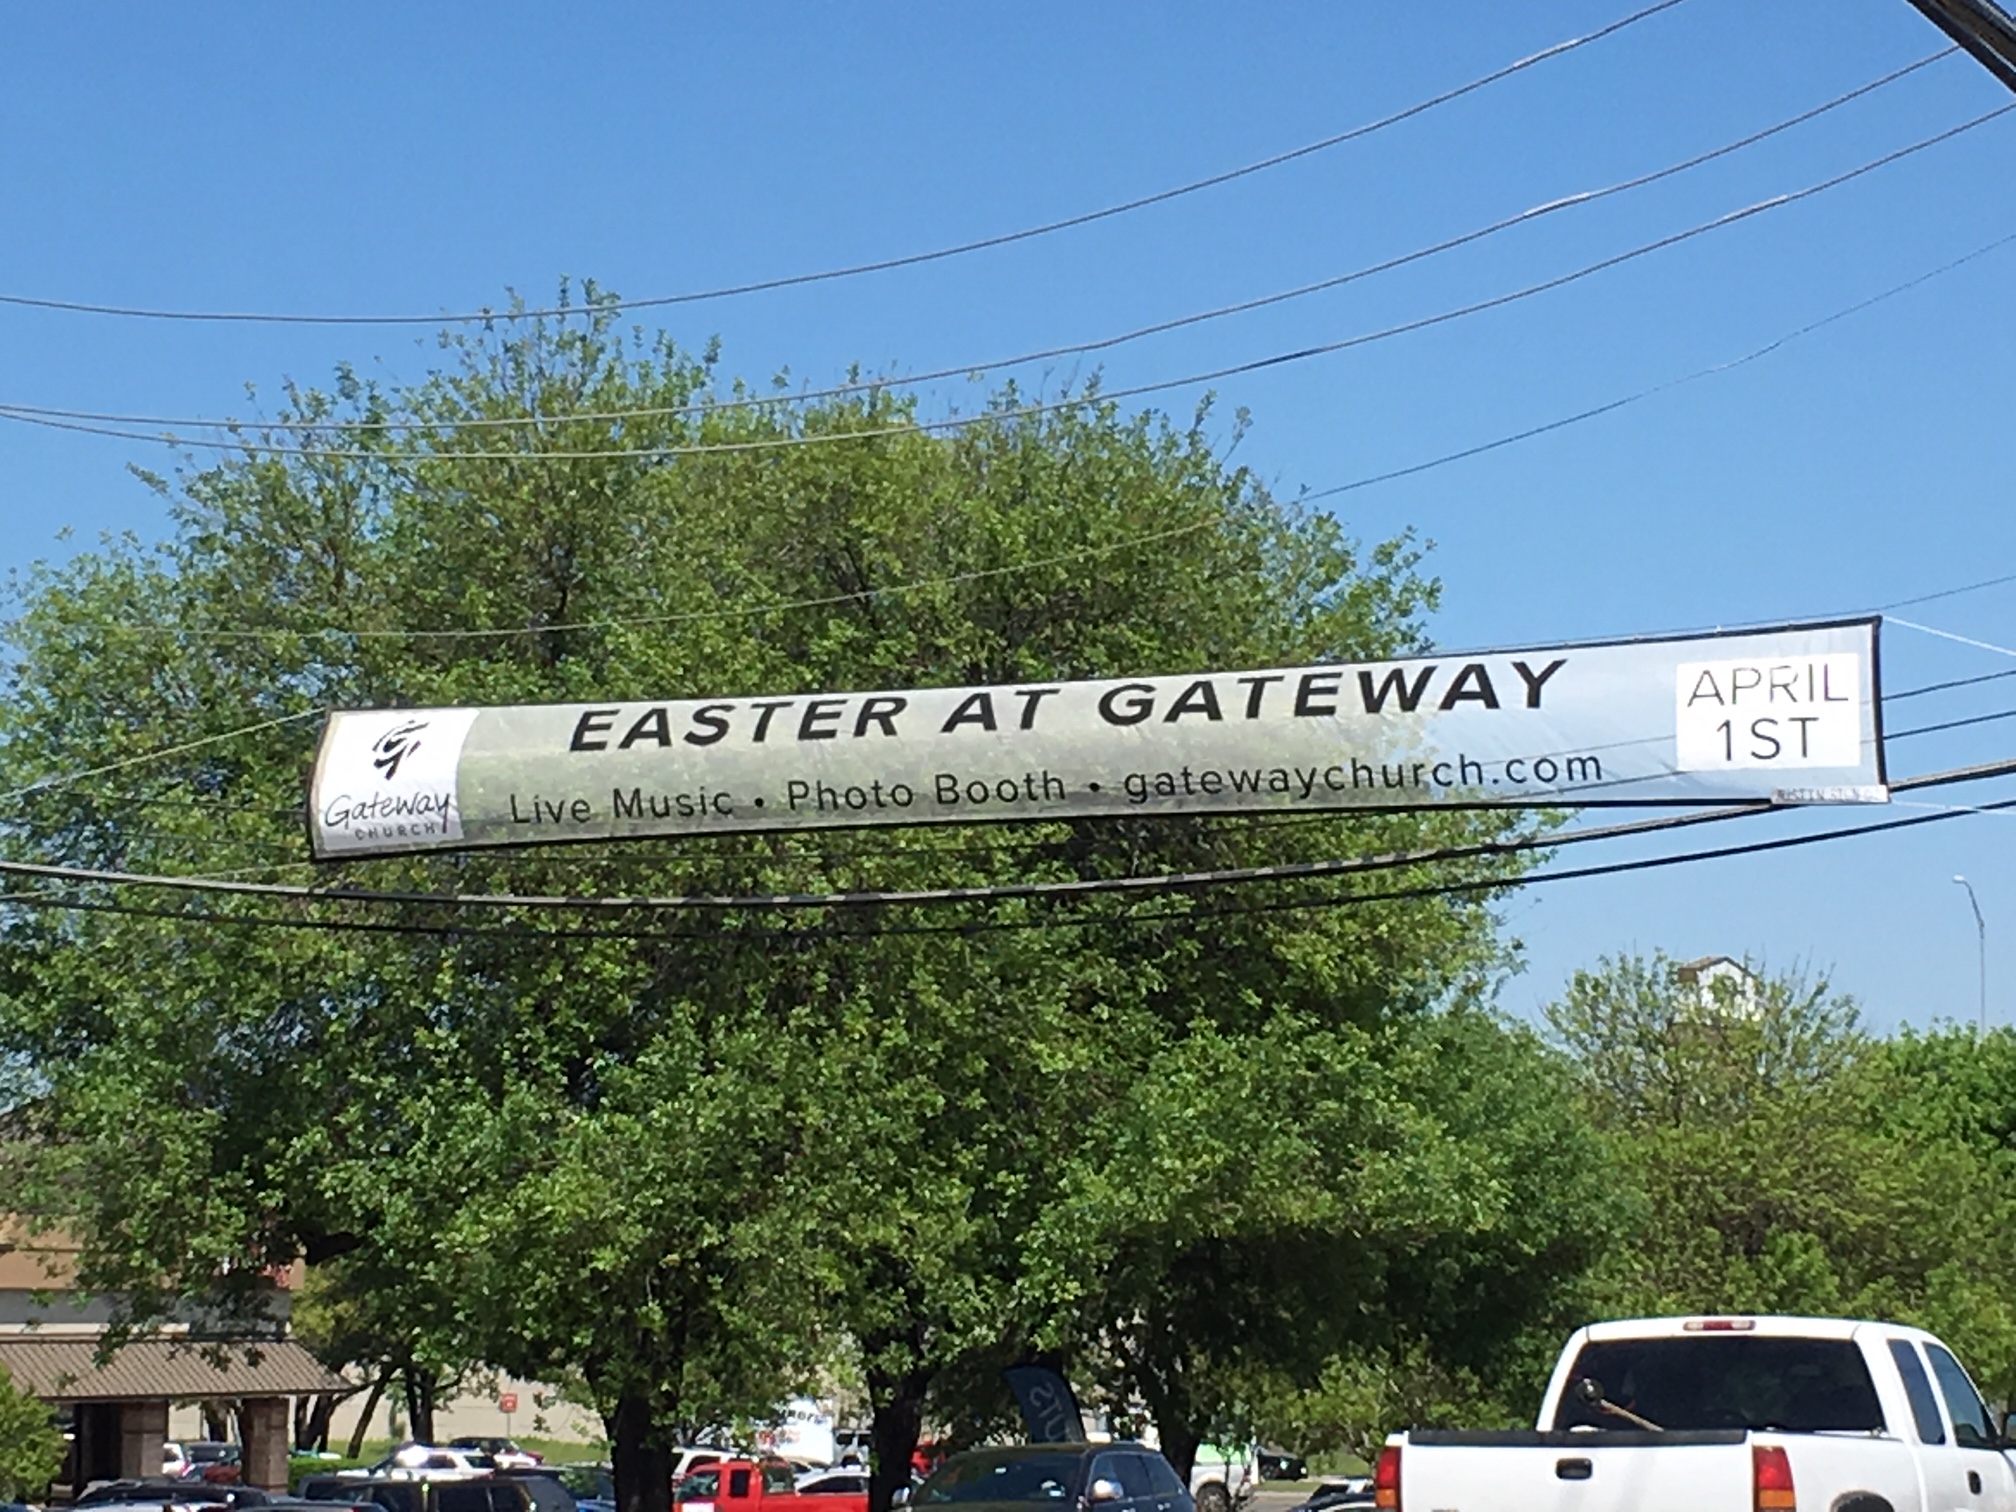 EASTER AT GATEWAY
Live Music • Photo Booth • gatewaychurch.com
Gateway
CHURCH
APRIL
1ST